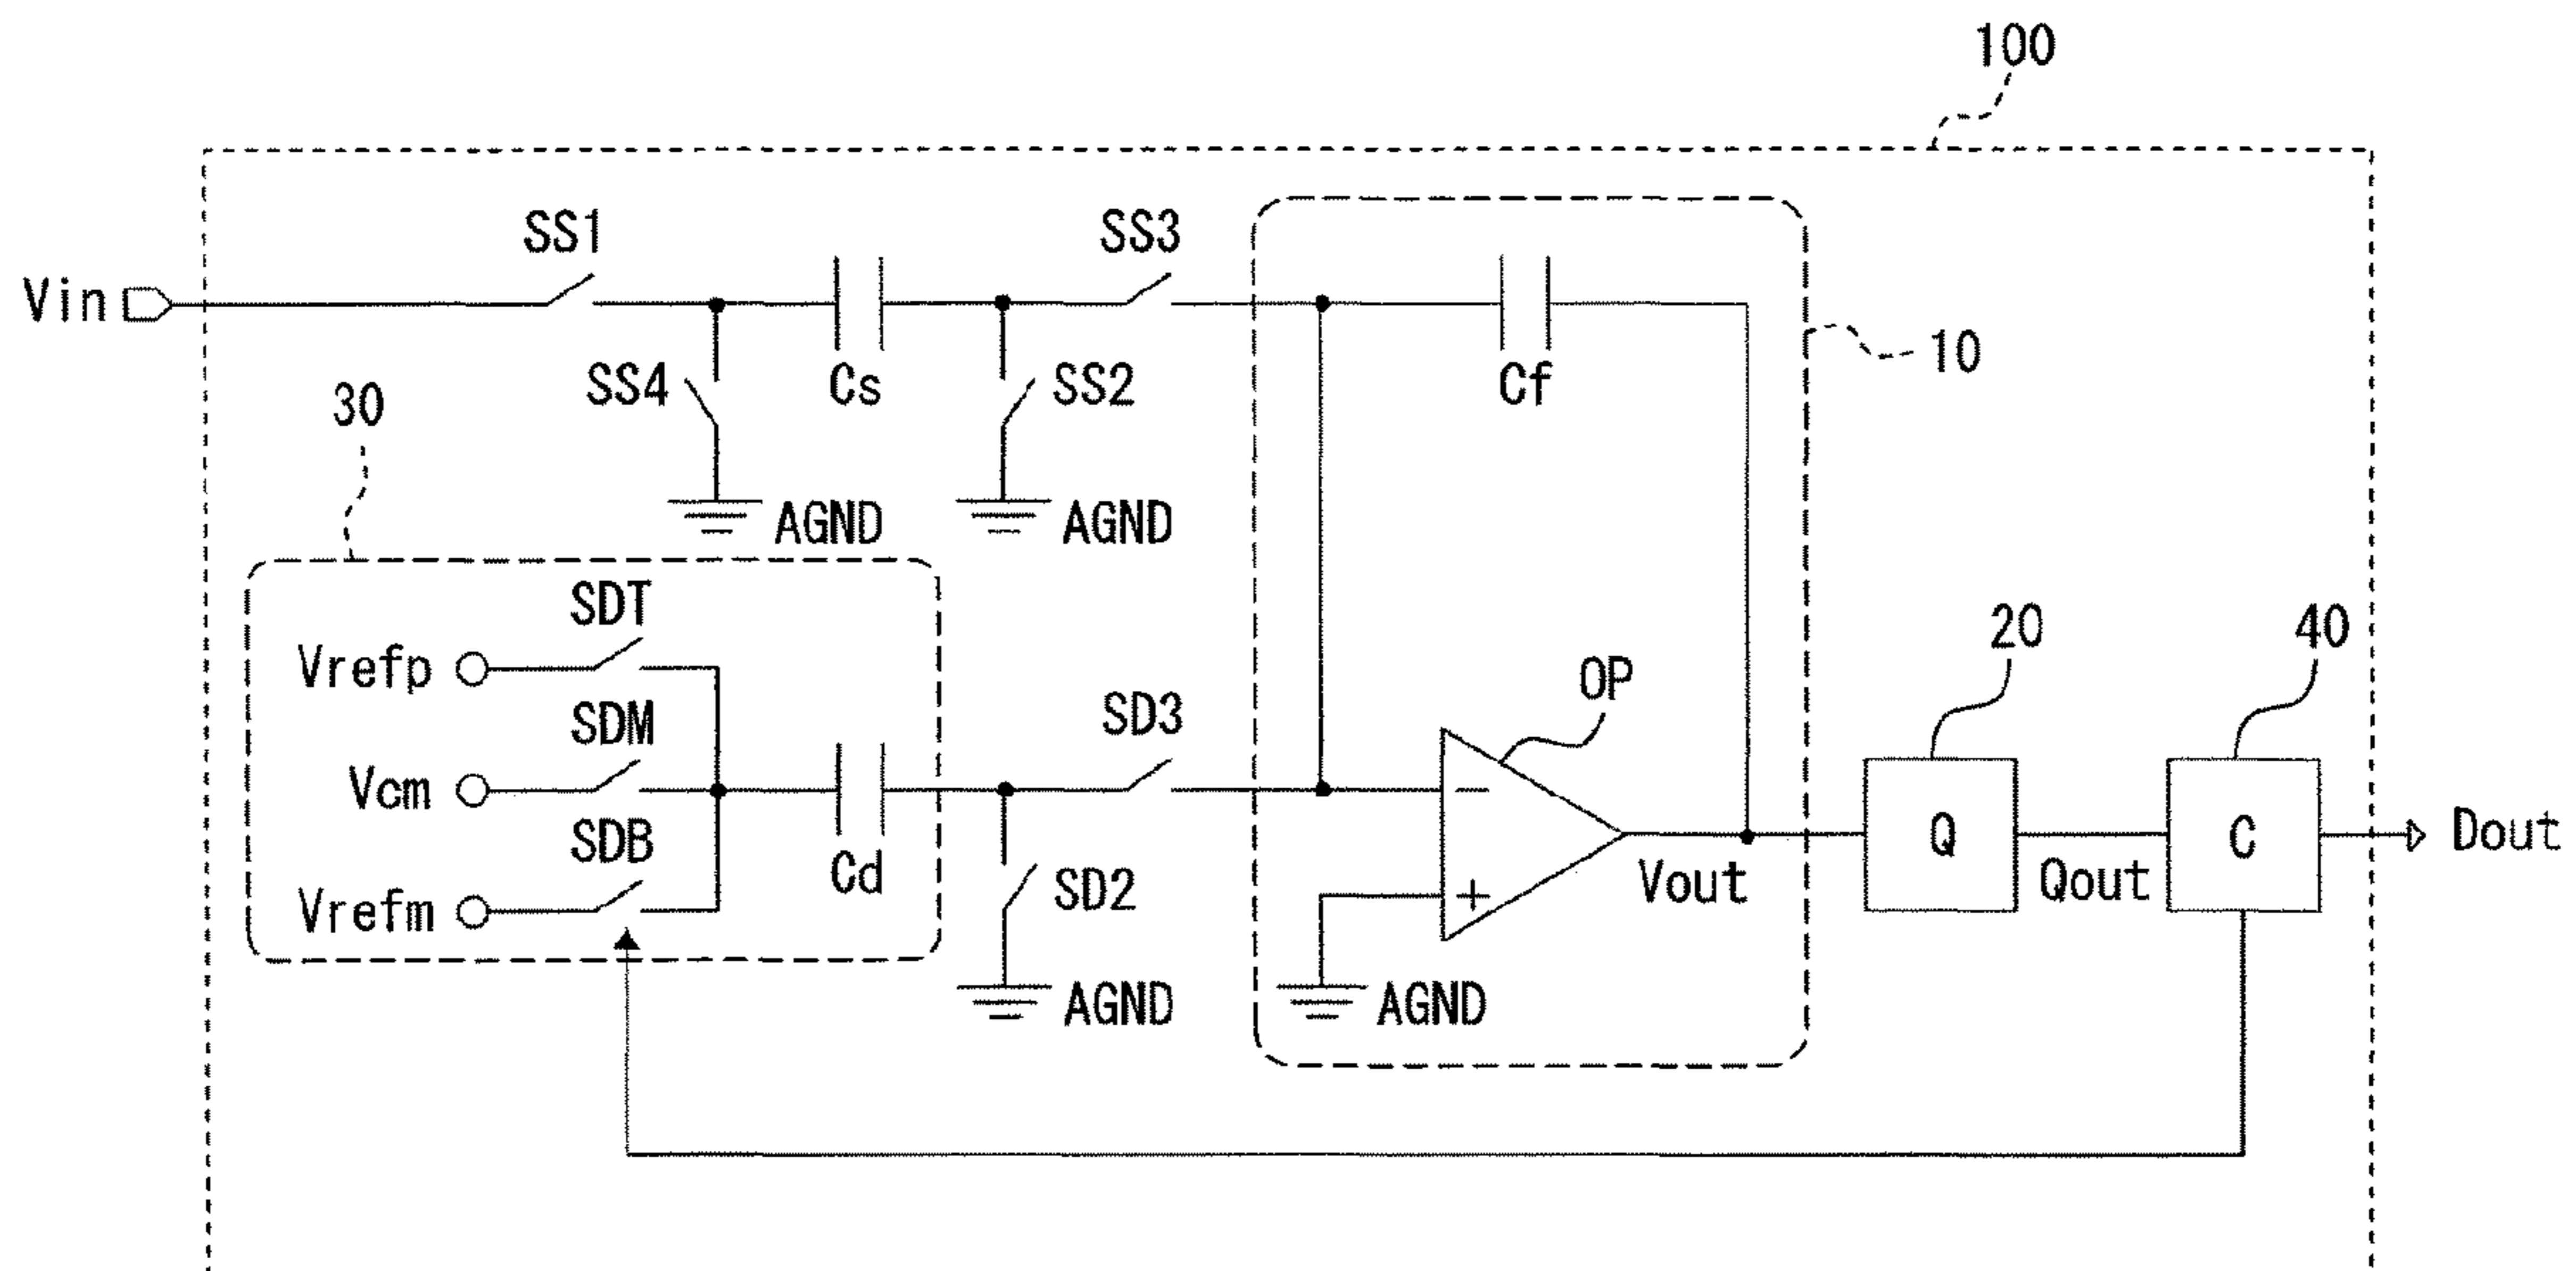 100
Vin
SS1
SS3
SS4
Cs
SS2
Cf
10
30
AGND
AGND
SDT
Vrefp
SDM
Vcm
SDB
Vrefm
Cd
SD3
SD2
AGND
OP
-
+
AGND
Vout
20
Q
Qout
40
C
Dout